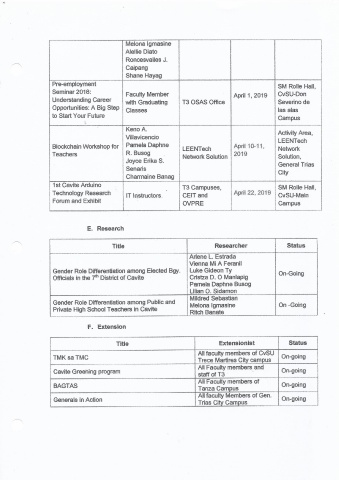 Melona Igmasine
Alellie Diato
Roncesvalles J.
Caipang
Shane Hayag
Pre-employment
Seminar 2016:
Understanding Career
Opportunities: A Big Step
to Start Your Future
Faculty Member
with Graduating
Classes
T3 OSAS Office
April 1, 2019
SM Rolle Hall,
CvSU-Don
Severino de
las alas
Campus
Blockchain Workshop for
Teachers
Keno A.
Villavicencio
Pamela Daphne
R. Busog
Joyce Erika S.
Senaris
Charmaine Banag
LEENTech
Network Solution
April 10-11,
2019
Activity Area,
LEENTech
Network
Solution,
General Trias
City
1st Cavite Arduino
Technology Research
Forum and Exhibit
IT Instructors
T3 Campusee,
CEIT and
OVPRE
April 22, 2019
SM Rolle Hall,
CvSU-Main
Campus
E. Research
Title Researcher Status
Gender Role Differentiation among Elected Bgy.
Officials in the 7th District of Cavite
Arlene L. Estrada
Vienna Mi A Feranil
Luke Gideon Ty
Cristza D. O Manlapig
Pamela Daphne Busog
Lilian O. Sidamon
On-Going
Gender Role Differentiation among Public and
Private High School Teachers in Cavite
Mildred Sebastian
Melona Igmasine
Ritch Banate
On -Going
F. Extension
Title Extensionist Status
TMK sa TMC
All faculty members of CvSU
Trece Martires City campus
On-going
Cavite Greening program
All Faculty members and
staff of T3
On-going
BAGTAS
All Faculty members of
Tanza Campus
On-going
Generals in Action
All faculty Members of Gen.
Trias City Campus
On-going